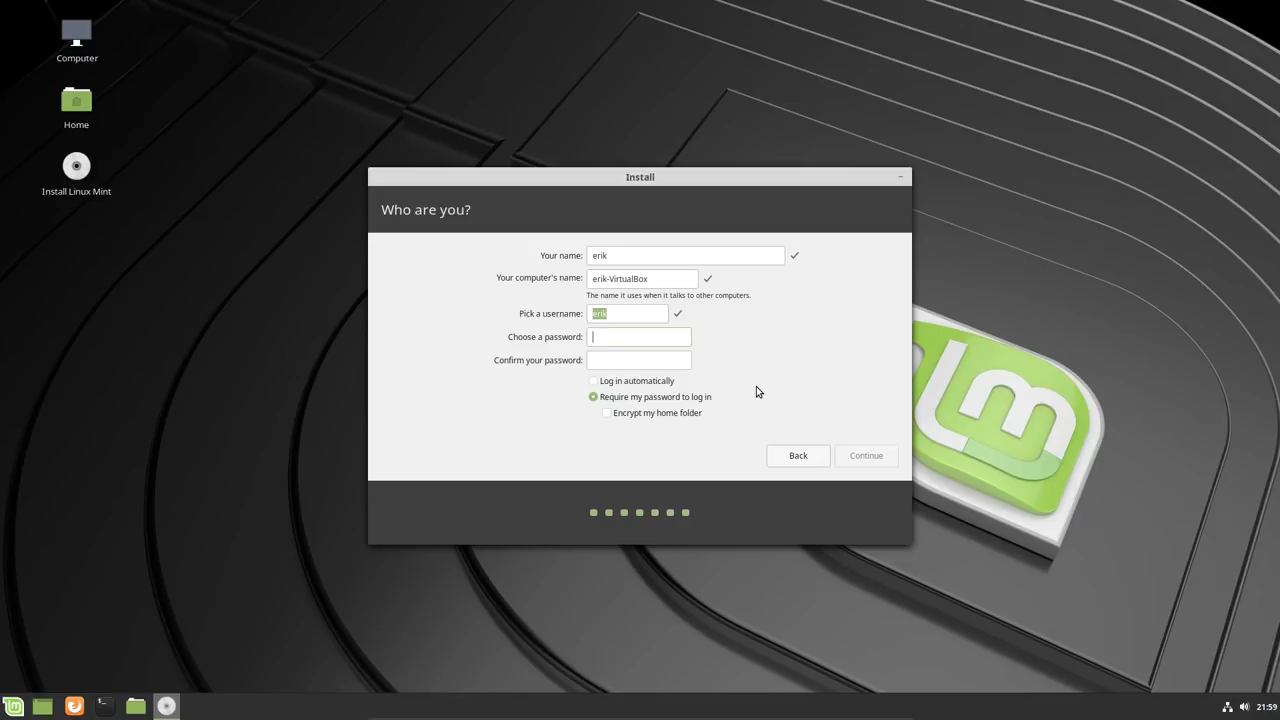 Computer
Home
Install Linux Mint
Install
Who are you?
Your name: erik
Your computer's name: erik-VirtualBox
The name it uses when it talks to other computers.
Pick a username: erik
Choose a password:
Confirm your password:
Log in automatically
Require my password to log in
Encrypt my home folder
Back Continue
21:59